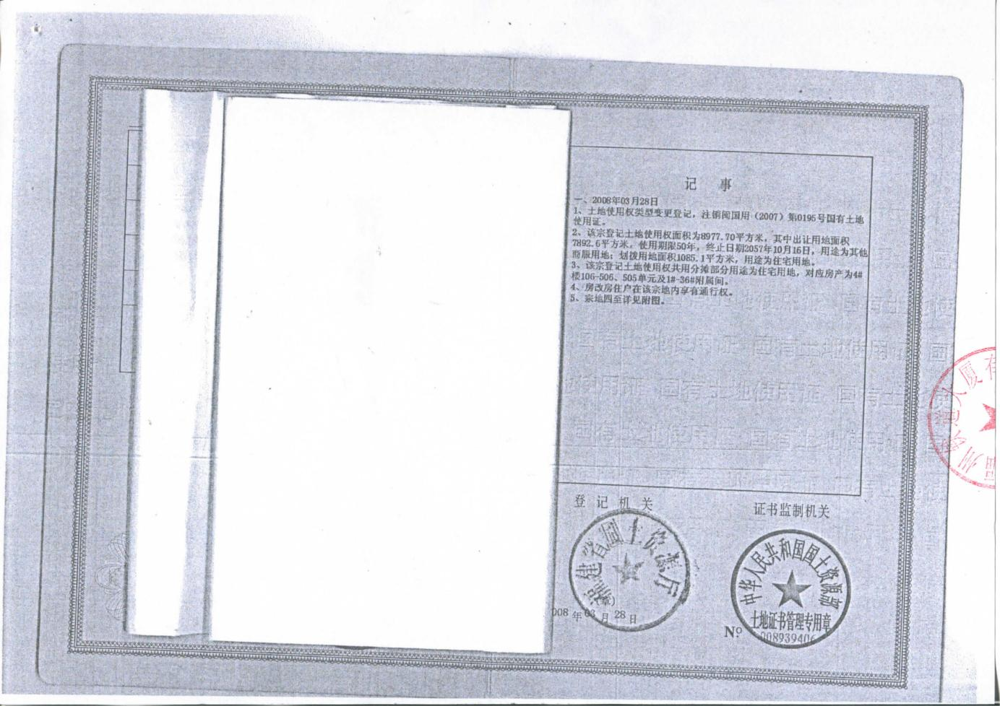 记 事
一、2008年03月28日
1、土地使用权类型变更登记，注销闽国用（2007）第0195号国有土地
使用证。
2、该宗登记土地使用权面积为8977.70平方米，其中出让用地面积
7892.6平方米，使用期限50年，终止日期2057年10月16日，用途为其他
商服用地；划拨用地面积1085.1平方米，用途为住宅用地。
3、该宗登记土地使用权共用分摊部分用途为住宅用地，对应房产为4#
楼106-506、505单元及1#-36#附属间。
4、房改房住户在该宗地内享有通行权。
5、宗地四至详见附图。
登记机关
福建省国土资源厅
（章）
008年03月28日
证书监制机关
中华人民共和国国土资源部
土地证书管理专用章
№ 008939406